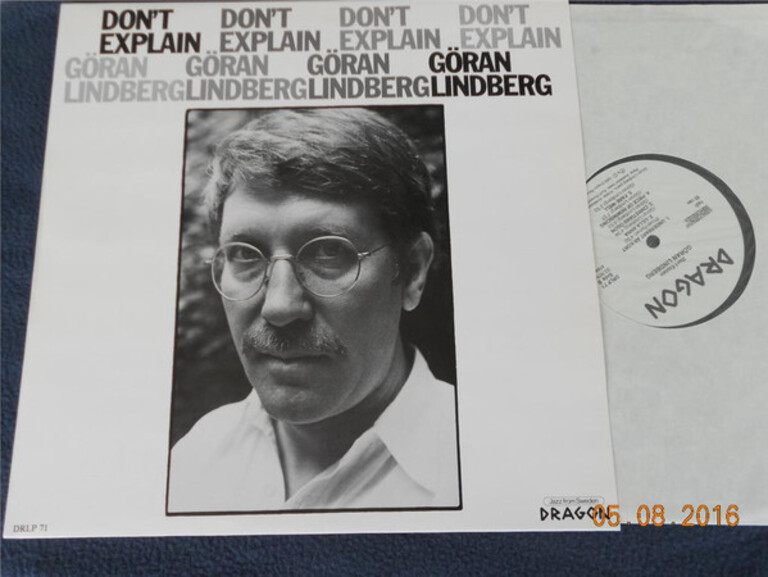 DON'T DON'T DON'T DON'T
EXPLAIN EXPLAIN EXPLAIN EXPLAIN
GÖRAN GÖRAN GÖRAN GÖRAN
LINDBERG LINDBERG LINDBERG LINDBERG
DRLP 71
Jazz from Sweden
DRAGON
05.08.2016
DRAGON
GÖRAN LINDBERG